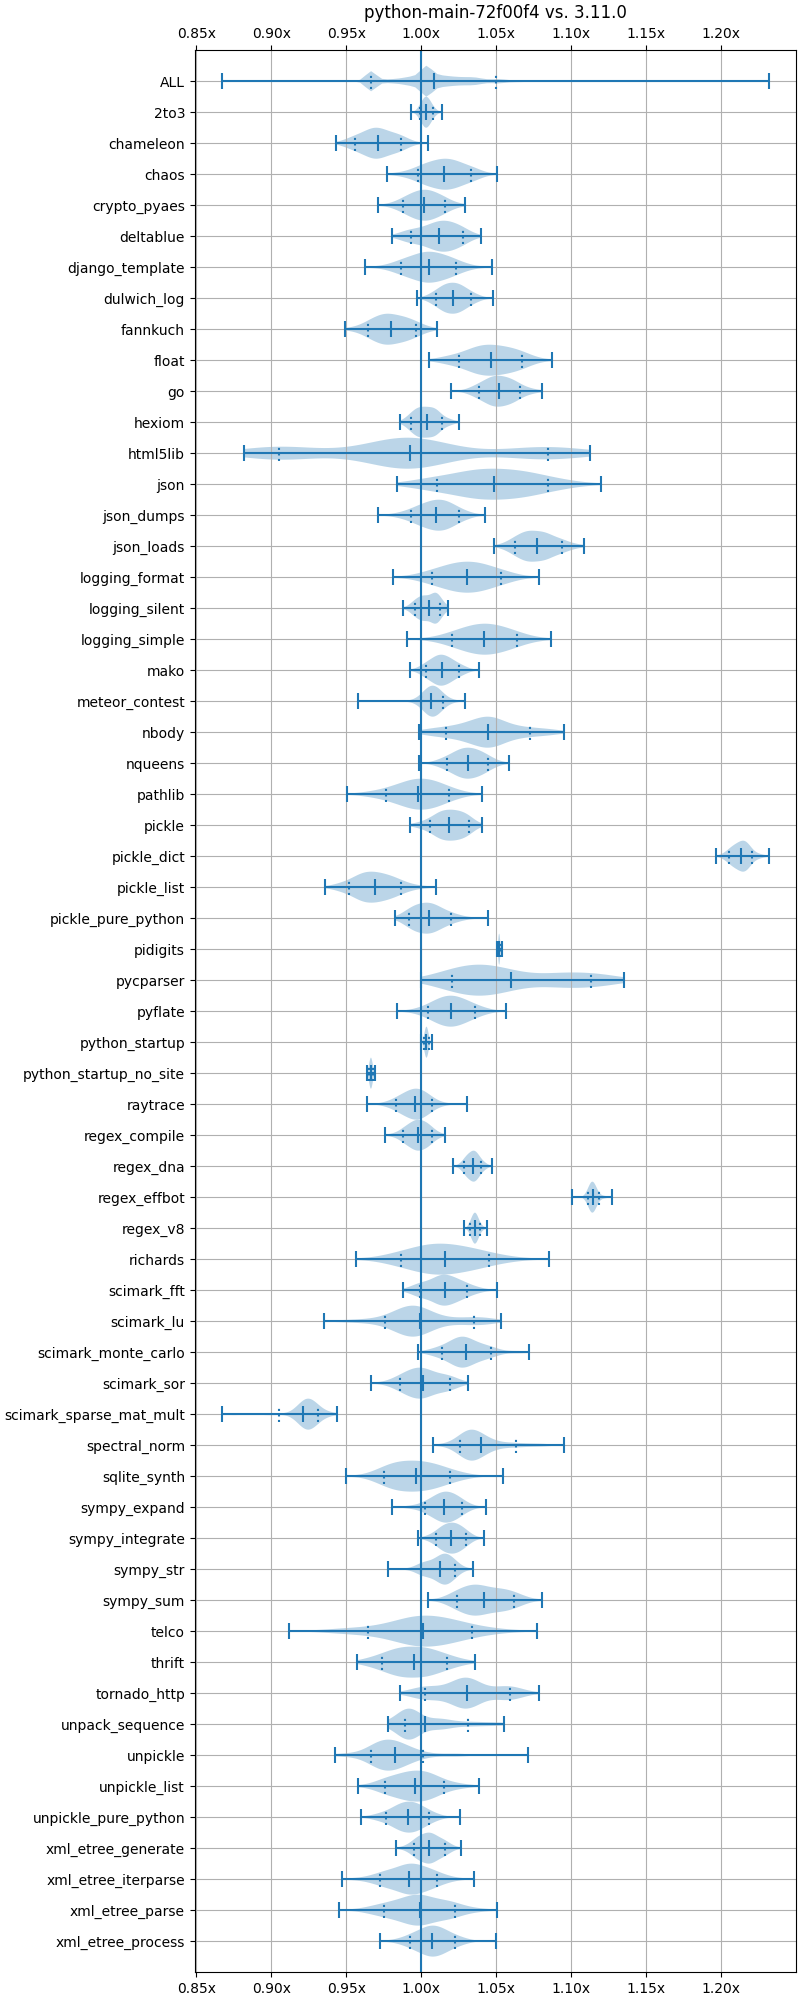 python-main-72f00f4 vs. 3.11.0
0.85x 0.90x 0.95x 1.00x 1.05x 1.10x 1.15x 1.20x
ALL
2to3
chameleon
chaos
crypto_pyaes
deltablue
django_template
dulwich_log
fannkuch
float
go
hexiom
html5lib
json
json_dumps
json_loads
logging_format
logging_silent
logging_simple
mako
meteor_contest
nbody
nqueens
pathlib
pickle
pickle_dict
pickle_list
pickle_pure_python
pidigits
pycparser
pyflate
python_startup
python_startup_no_site
raytrace
regex_compile
regex_dna
regex_effbot
regex_v8
richards
scimark_fft
scimark_lu
scimark_monte_carlo
scimark_sor
scimark_sparse_mat_mult
spectral_norm
sqlite_synth
sympy_expand
sympy_integrate
sympy_str
sympy_sum
telco
thrift
tornado_http
unpack_sequence
unpickle
unpickle_list
unpickle_pure_python
xml_etree_generate
xml_etree_iterparse
xml_etree_parse
xml_etree_process
0.85x 0.90x 0.95x 1.00x 1.05x 1.10x 1.15x 1.20x